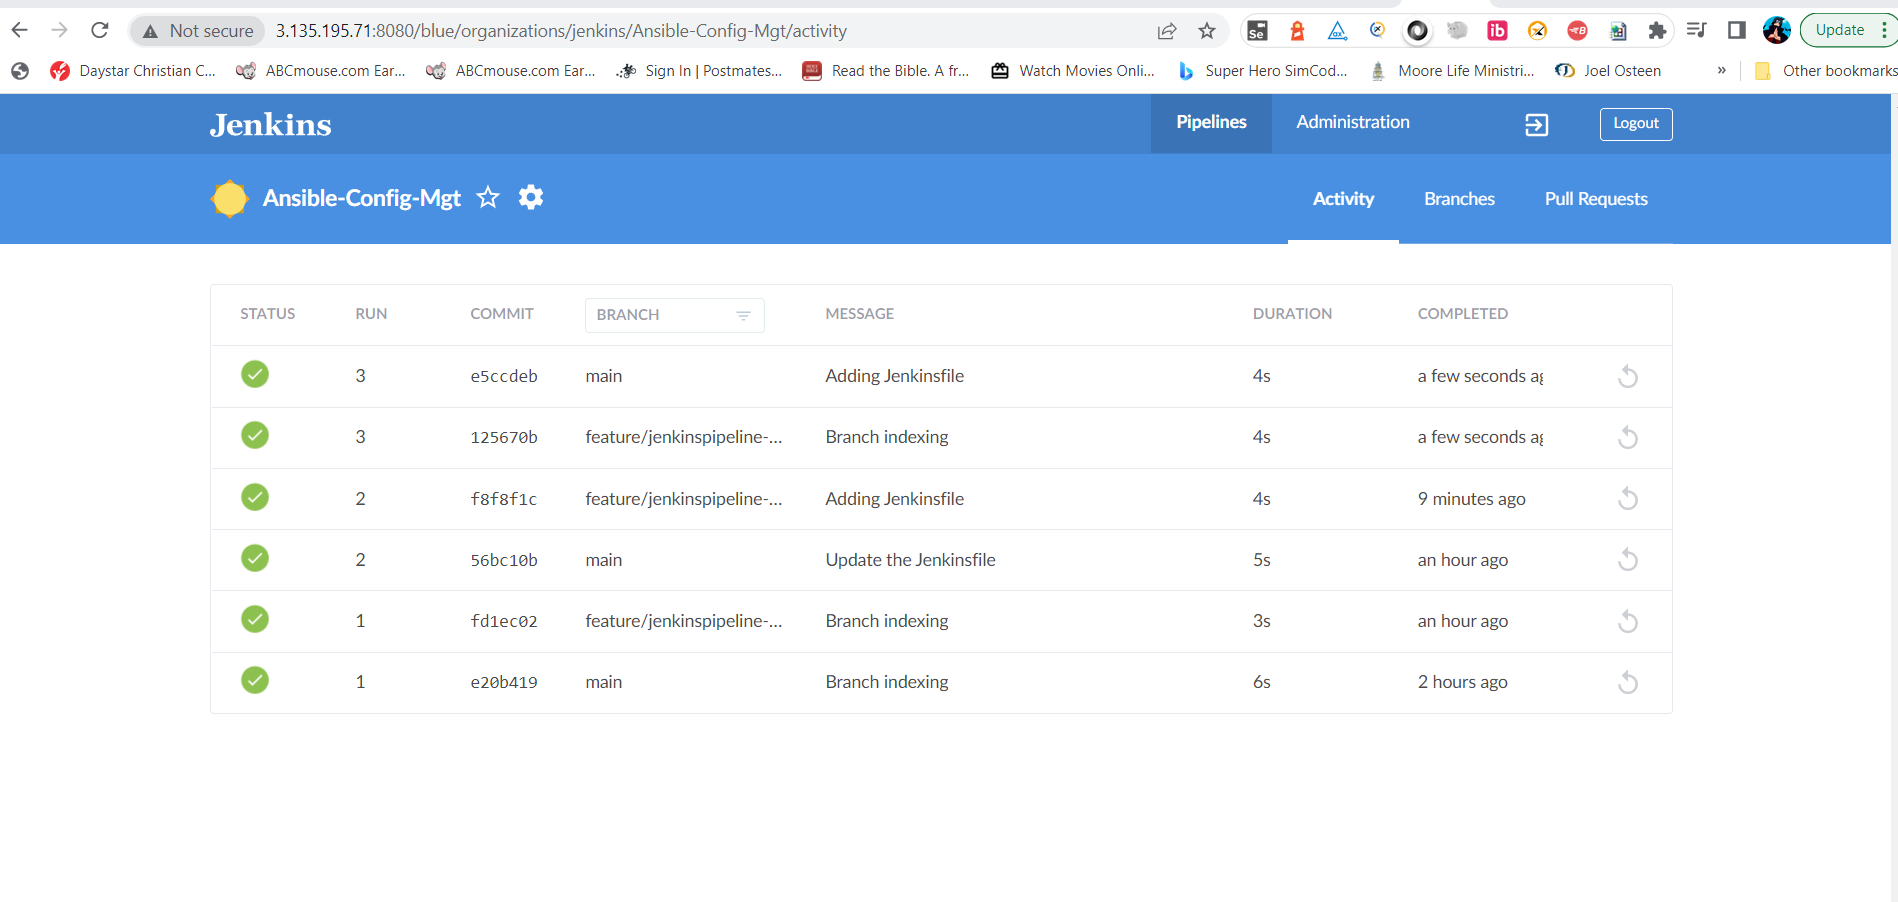 Not secure 3.135.195.71:8080/blue/organizations/jenkins/Ansible-Config-Mgt/activity Update
Daystar Christian C... ABCmouse.com Ear... ABCmouse.com Ear... Sign In | Postmates... Read the Bible. A fr... Watch Movies Onli... Super Hero SimCod... Moore Life Ministri... Joel Osteen » Other bookmarks
Jenkins Pipelines Administration Logout
Ansible-Config-Mgt Activity Branches Pull Requests
STATUS RUN COMMIT BRANCH MESSAGE DURATION COMPLETED
3 e5ccdeb main Adding Jenkinsfile 4s a few seconds ag
3 125670b feature/jenkinspipeline-... Branch indexing 4s a few seconds ag
2 f8f8f1c feature/jenkinspipeline-... Adding Jenkinsfile 4s 9 minutes ago
2 56bc10b main Update the Jenkinsfile 5s an hour ago
1 fd1ec02 feature/jenkinspipeline-... Branch indexing 3s an hour ago
1 e20b419 main Branch indexing 6s 2 hours ago